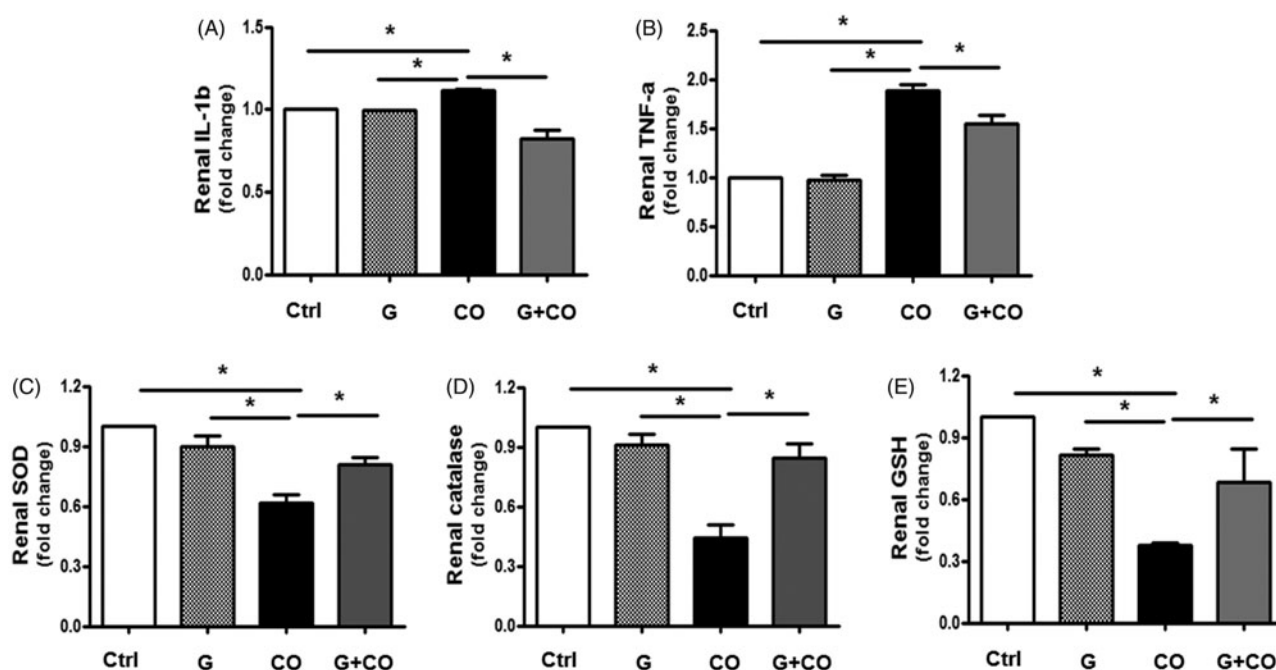 (A)
Renal IL-1b
(fold change)
1.5
1.0
0.5
0.0
*
*
*
Ctrl G CO G+CO
(B)
Renal TNF-a
(fold change)
2.5
2.0
1.5
1.0
0.5
0.0
*
*
*
Ctrl G CO G+CO
(C)
Renal SOD
(fold change)
1.2
0.9
0.6
0.3
0.0
*
*
*
Ctrl G CO G+CO
(D)
Renal catalase
(fold change)
1.2
0.9
0.6
0.3
0.0
*
*
*
Ctrl G CO G+CO
(E)
Renal GSH
(fold change)
1.2
0.9
0.6
0.3
0.0
*
*
*
Ctrl G CO G+CO